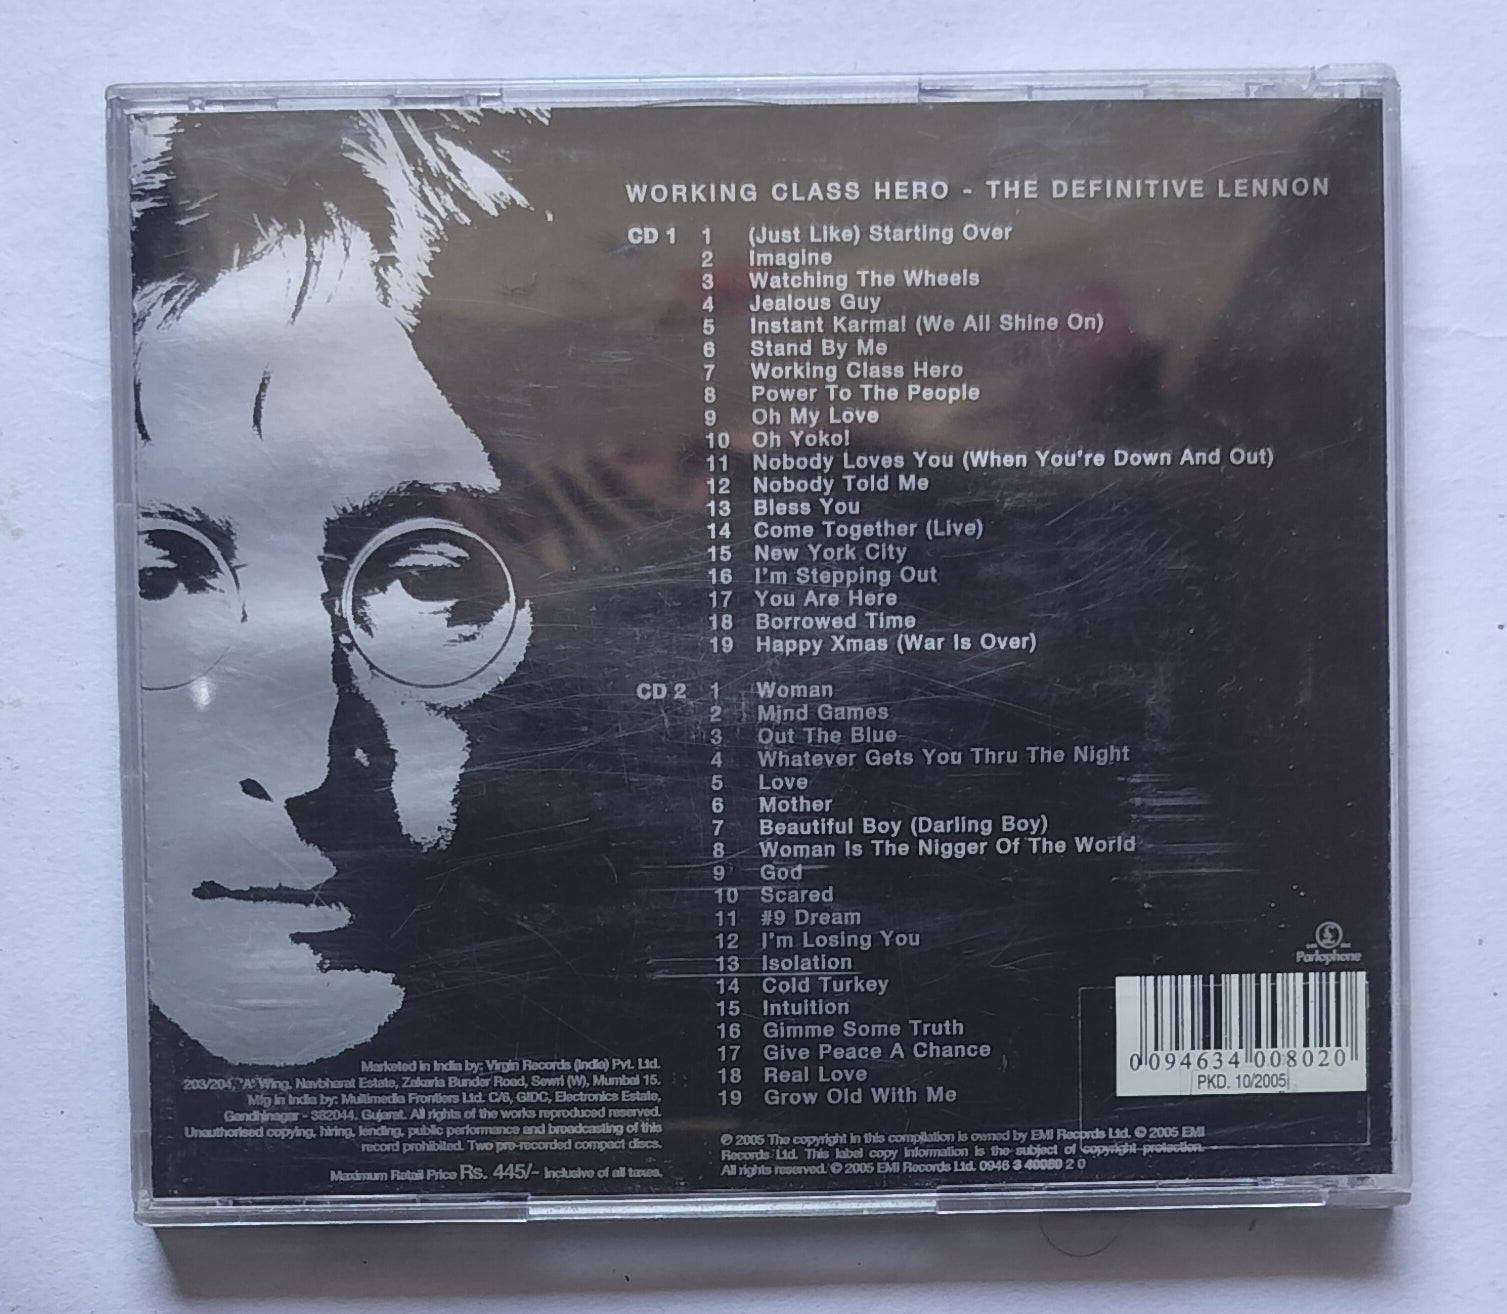 WORKING CLASS HERO - THE DEFINITIVE LENNON
CD 1 1 (Just Like) Starting Over
2 Imagine
3 Watching The Wheels
4 Jealous Guy
5 Instant Karma! (We All Shine On)
6 Stand By Me
7 Working Class Hero
8 Power To The People
9 Oh My Love
10 Oh Yoko!
11 Nobody Loves You (When You're Down And Out)
12 Nobody Told Me
13 Bless You
14 Come Together (Live)
15 New York City
16 I'm Stepping Out
17 You Are Here
18 Borrowed Time
19 Happy Xmas (War Is Over)
CD 2 1 Woman
2 Mind Games
3 Out The Blue
4 Whatever Gets You Thru The Night
5 Love
6 Mother
7 Beautiful Boy (Darling Boy)
8 Woman Is The Nigger Of The World
9 God
10 Scared
11 #9 Dream
12 I'm Losing You
13 Isolation
14 Cold Turkey
15 Intuition
16 Gimme Some Truth
17 Give Peace A Chance
18 Real Love
19 Grow Old With Me
Marketed in India by: Virgin Records (India) Pvt. Ltd.
203/204, "A" Wing, Navbharat Estate, Zakaria Bunder Road, Sewri (W), Mumbai 15.
Mfg in India by: Multimedia Frontiers Ltd. C/6, GIDC, Electronics Estate,
Gandhinagar - 382044. Gujarat. All rights of the works reproduced reserved.
Unauthorised copying, hiring, lending, public performance and broadcasting of this
record prohibited. Two pre-recorded compact discs.
Maximum Retail Price Rs. 445/- Inclusive of all taxes.
℗ 2005 The copyright in this compilation is owned by EMI Records Ltd. © 2005 EMI
Records Ltd. This label copy information is the subject of copyright protection.
All rights reserved. © 2005 EMI Records Ltd. 0946 3 40080 2 0
£
Parlophone
0 094634 008020
PKD. 10/2005